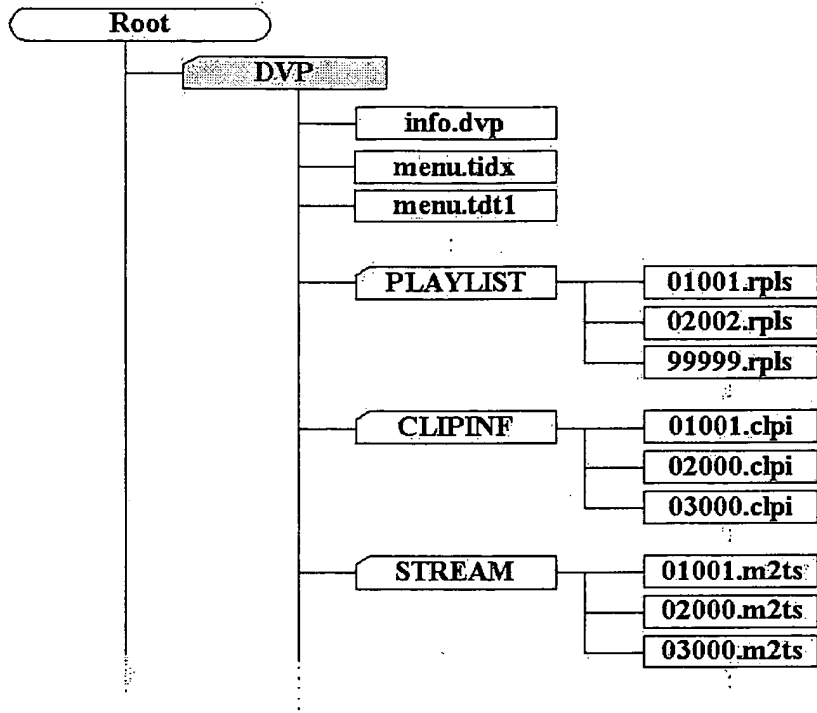 Root
DVP
info.dvp
menu.tidx
menu.tdt1
PLAYLIST
01001.rpls
02002.rpls
99999.rpls
CLIPINF
01001.clpi
02000.clpi
03000.clpi
STREAM
01001.m2ts
02000.m2ts
03000.m2ts